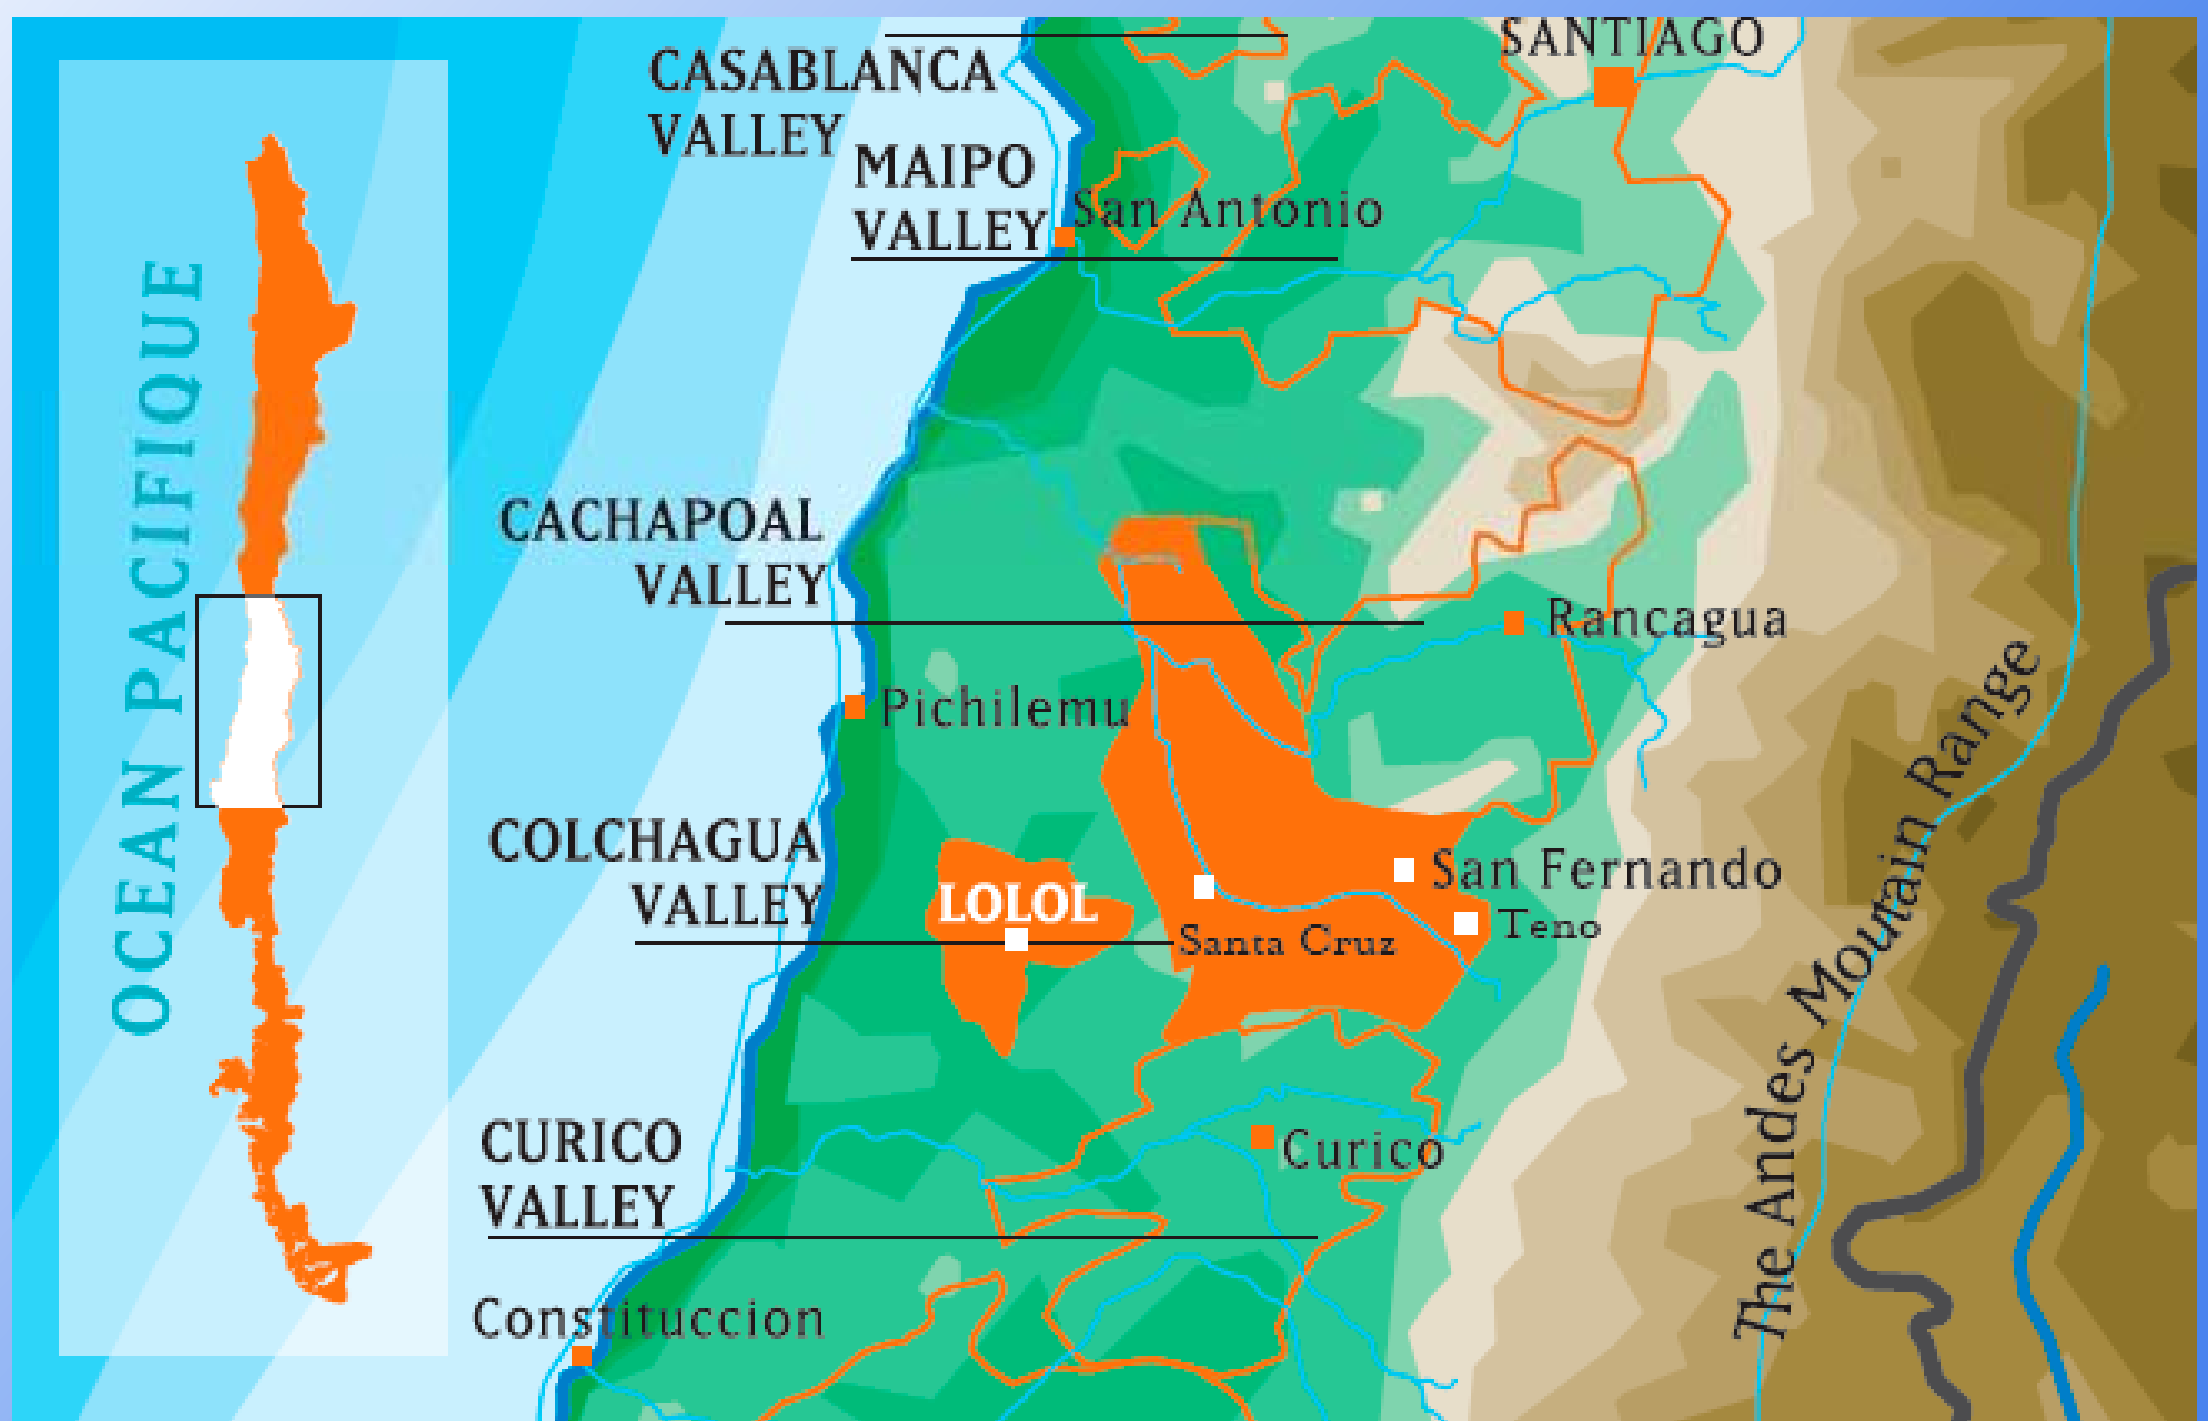 SANTIAGO
CASABLANCA
VALLEY
MAIPO
VALLEY
San Antonio
OCEAN PACIFIQUE
CACHAPOAL
VALLEY
Rancagua
Pichilemu
COLCHAGUA
VALLEY
LOLOL
San Fernando
Teno
Santa Cruz
The Andes Moutain Range
CURICO
VALLEY
Curico
Constituccion